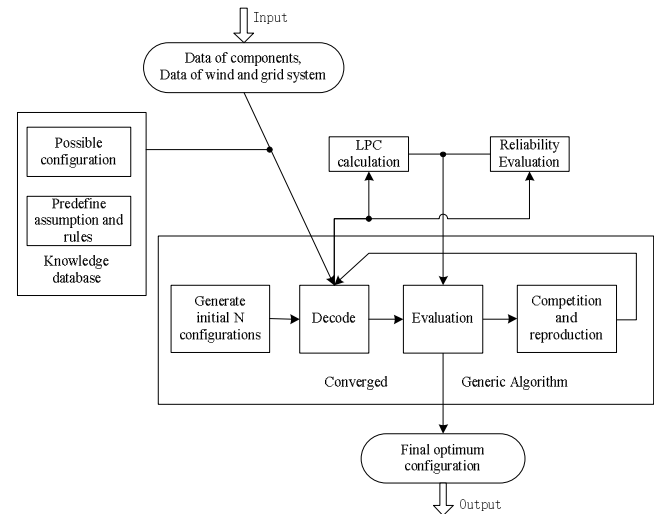 Input
Data of components,
Data of wind and grid system
Possible
configuration
Predefine
assumption and
rules
Knowledge
database
LPC
calculation
Reliability
Evaluation
Generate
initial N
configurations
Decode
Evaluation
Competition
and
reproduction
Converged
Generic Algorithm
Final optimum
configuration
Output